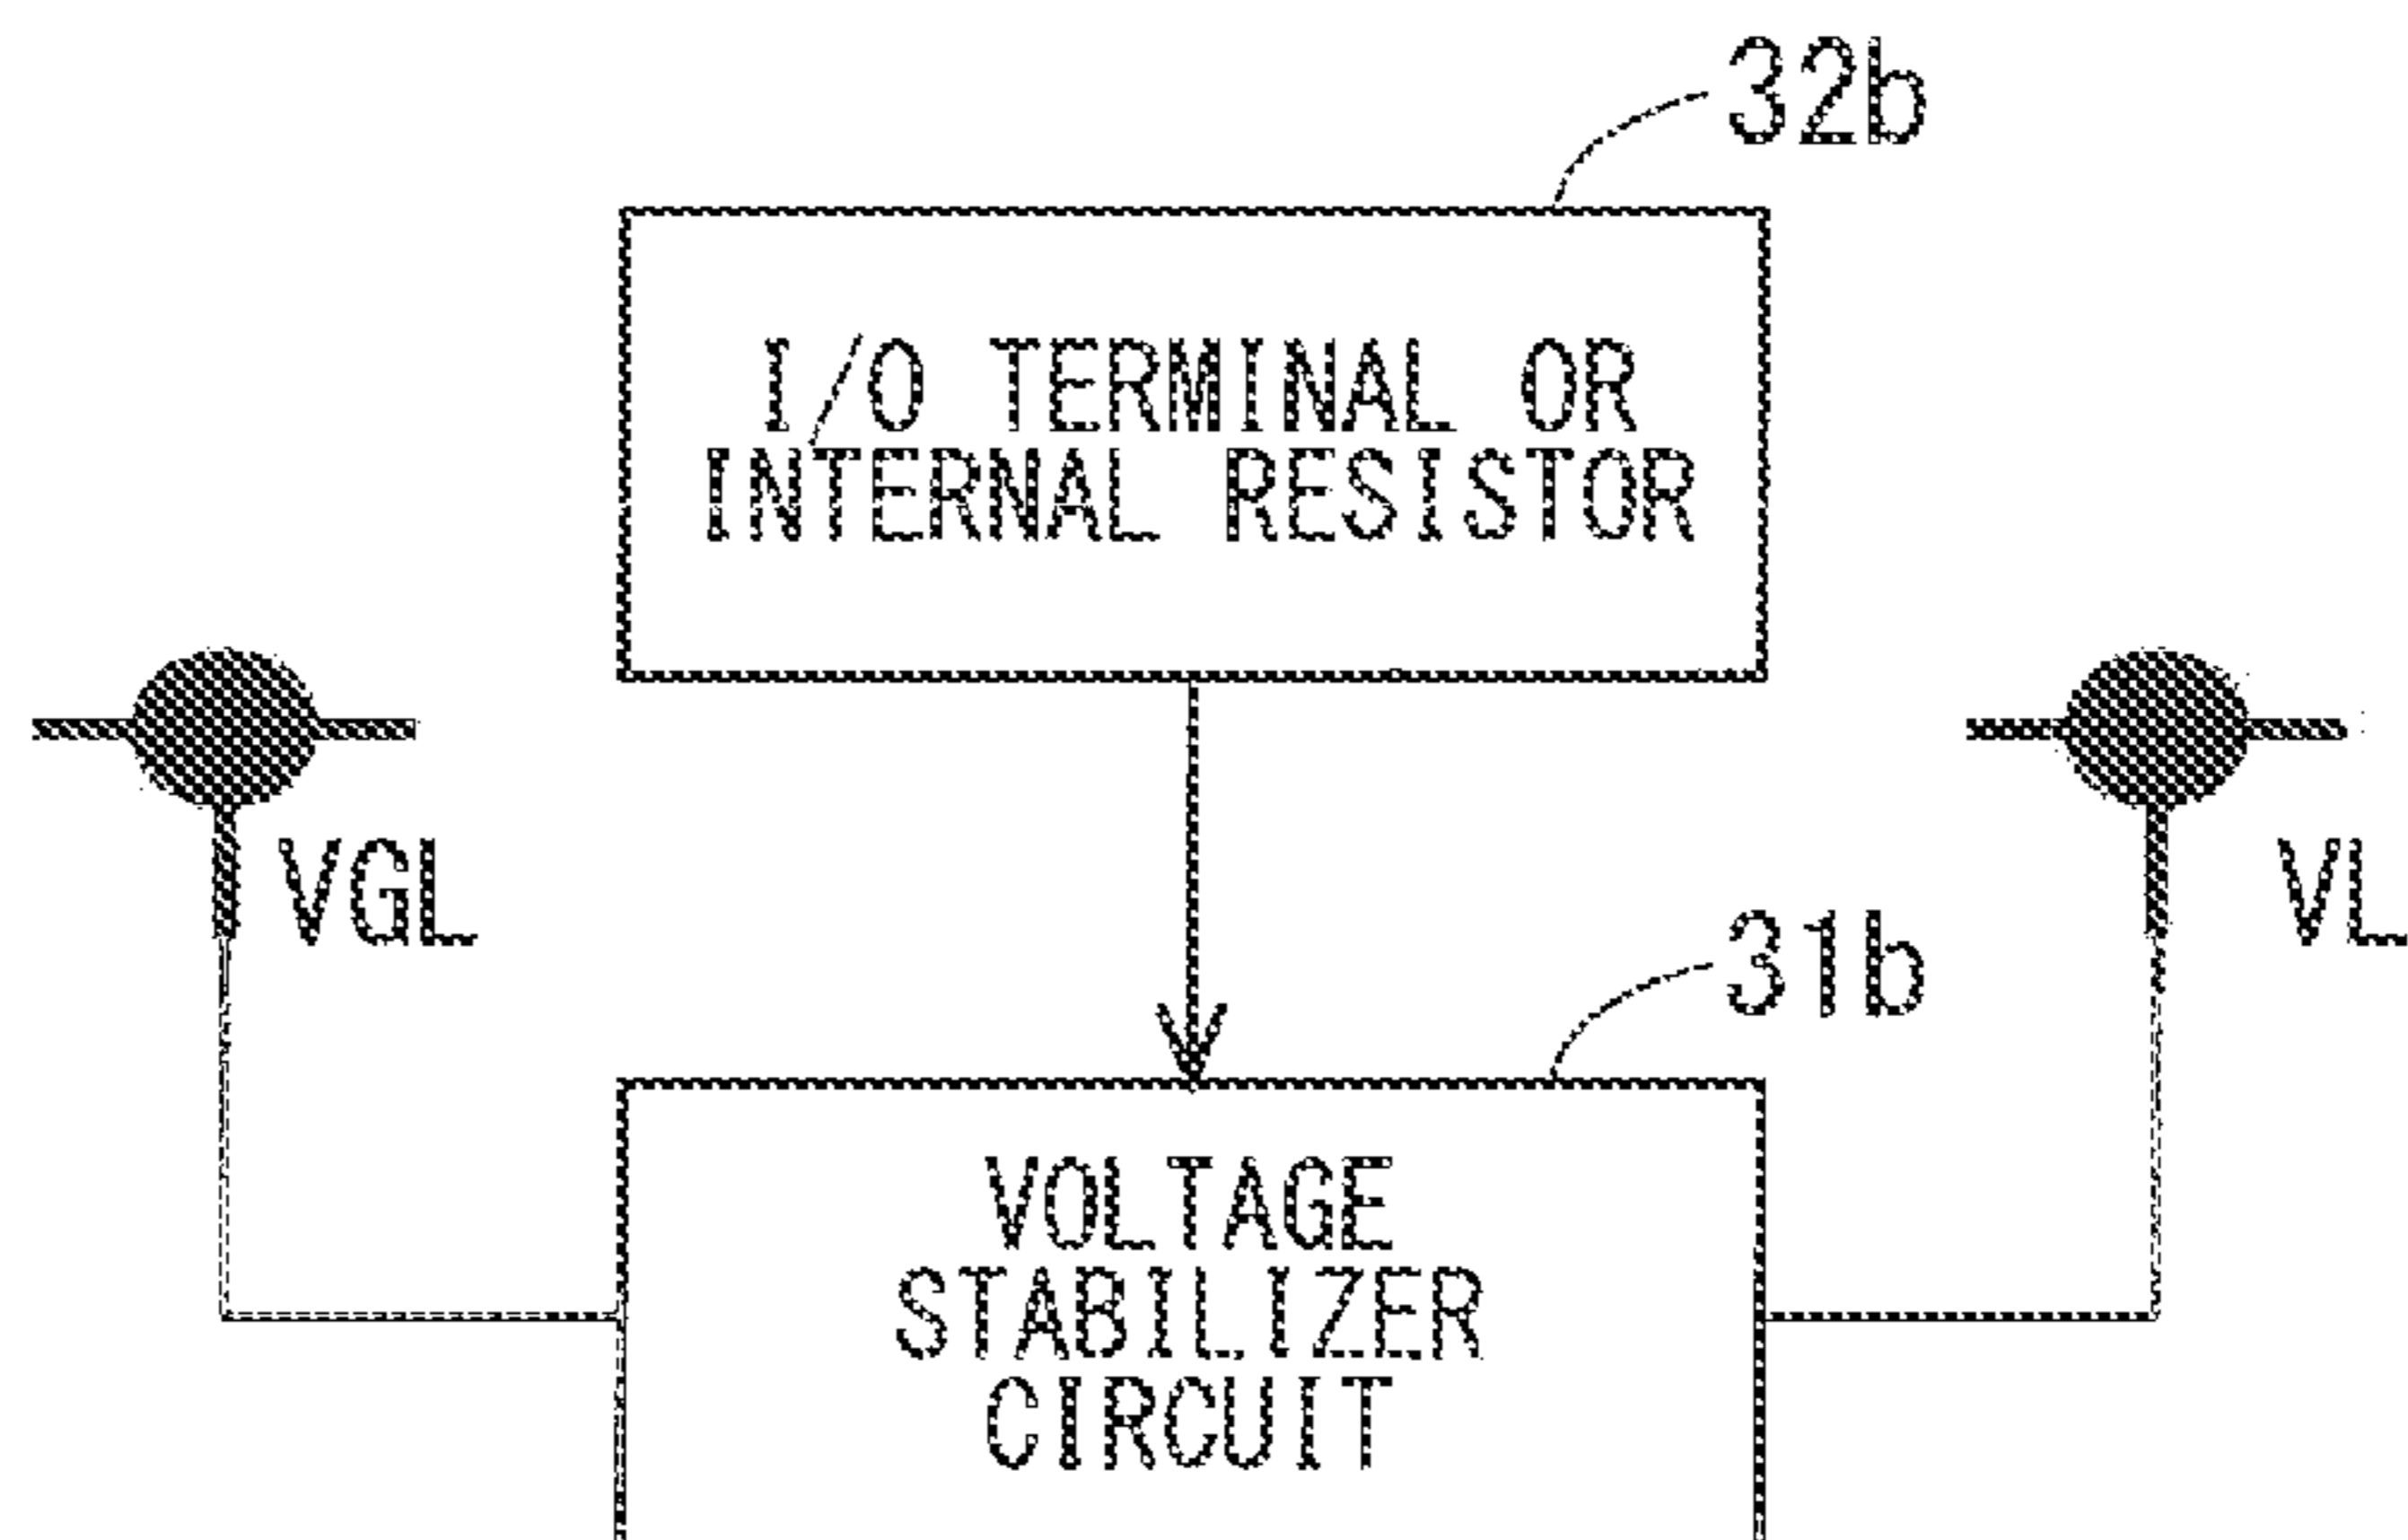 32b
I/O TERMINAL OR
INTERNAL RESISTOR
VGL
VL
31b
VOLTAGE
STABILIZER
CIRCUIT